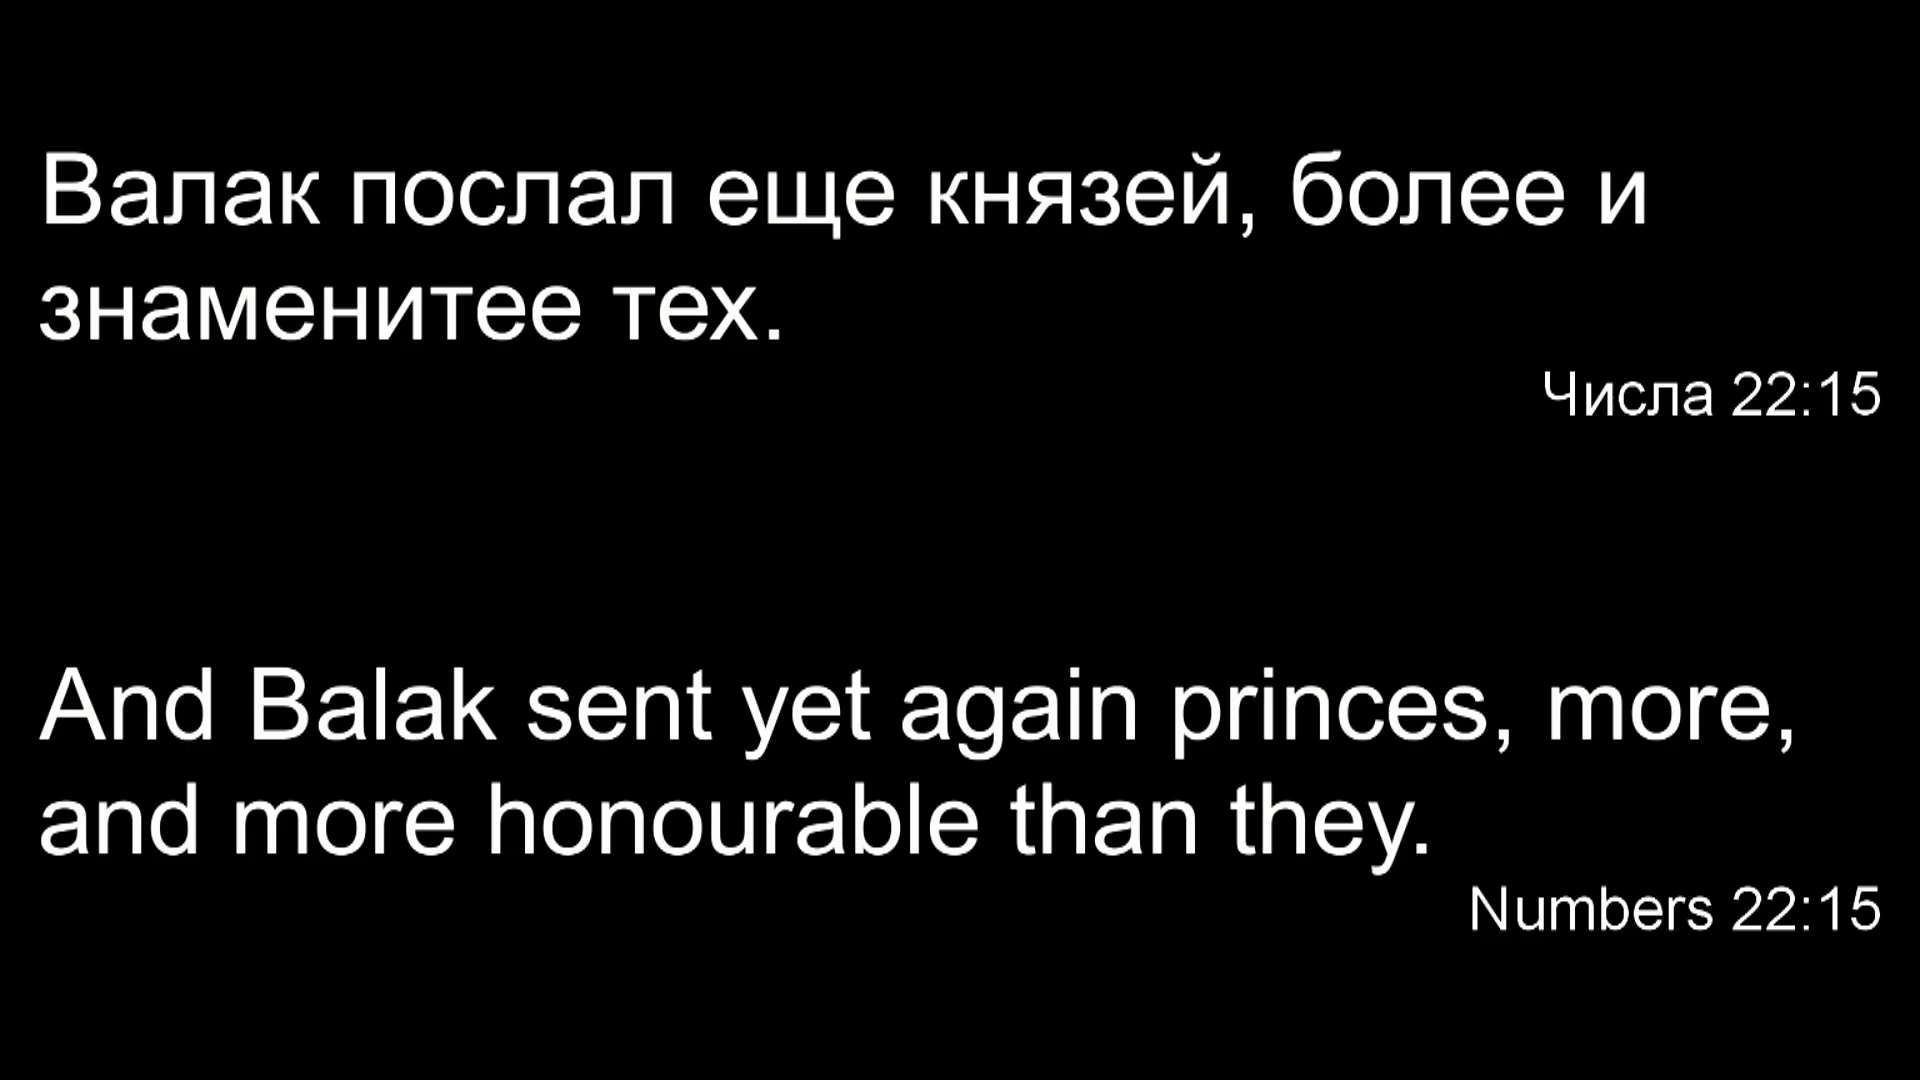 Валак послал еще князей, более и
знаменитее тех.
Числа 22:15
And Balak sent yet again princes, more,
and more honourable than they.
Numbers 22:15